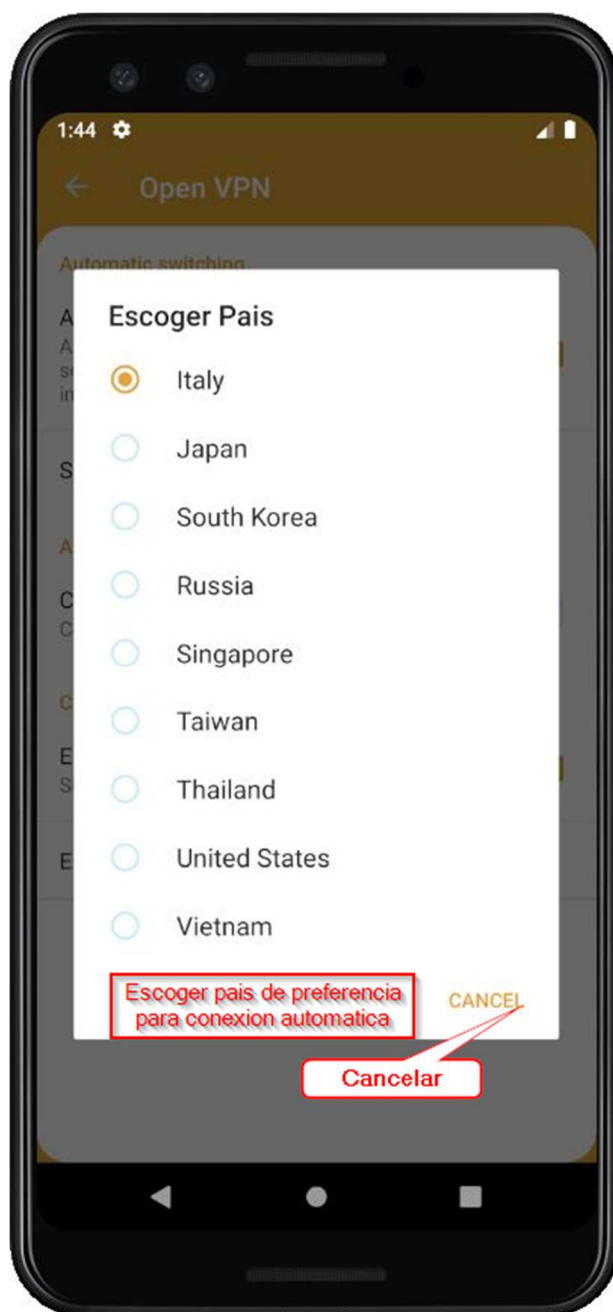 1:44
Open VPN
Automatic switching
A
Escoger Pais
A
Italy
S
Japan
South Korea
A
Russia
C
C
Singapore
C
Taiwan
E
S
Thailand
E
United States
Vietnam
Escoger pais de preferencia
para conexion automatica
CANCEL
Cancelar